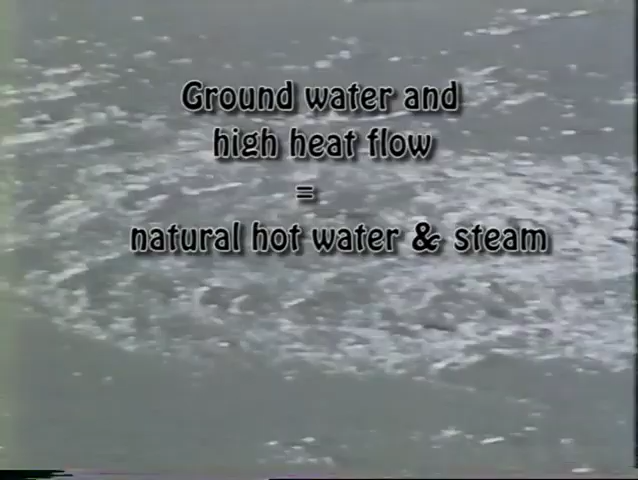 Ground water and
high heat flow
=
natural hot water & steam